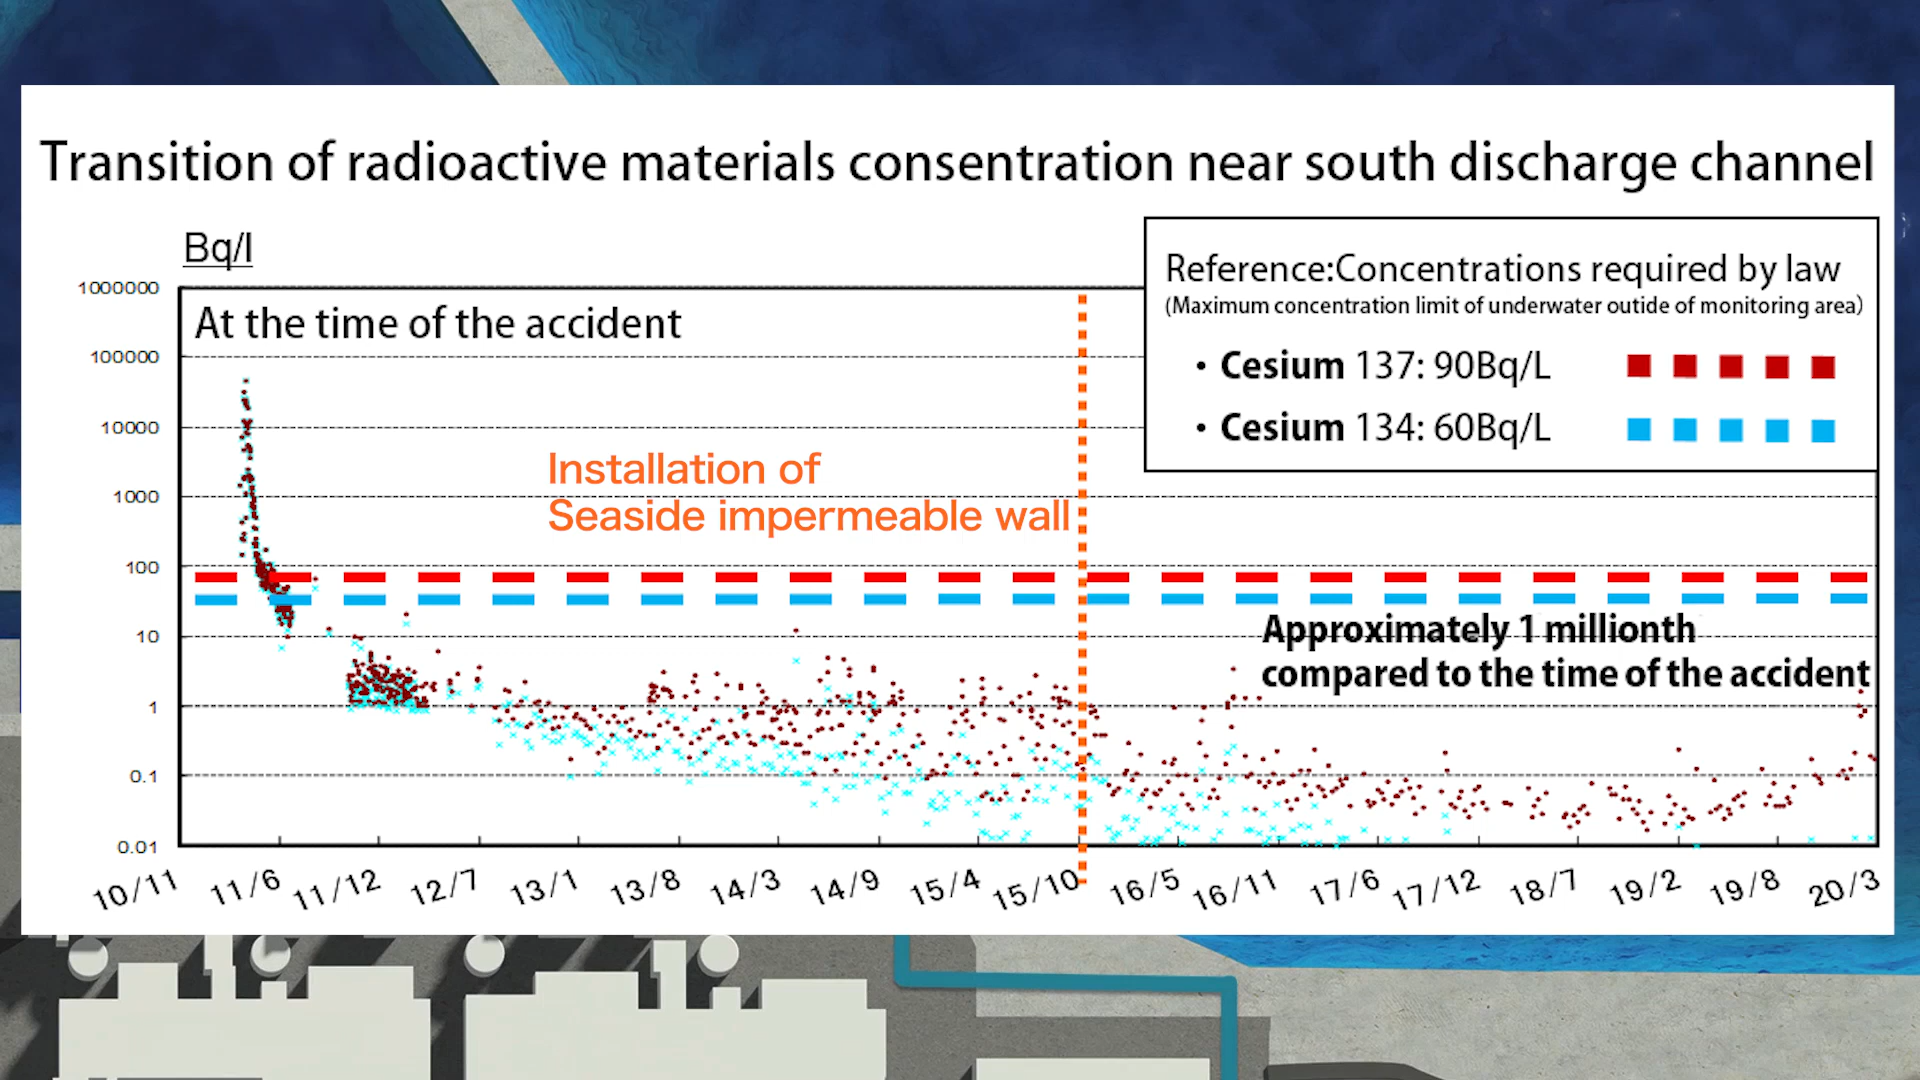 Transition of radioactive materials consentration near south discharge channel
Bq/l
Reference:Concentrations required by law
(Maximum concentration limit of underwater outide of monitoring area)
• Cesium 137: 90Bq/L
• Cesium 134: 60Bq/L
At the time of the accident
Installation of
Seaside impermeable wall
Approximately 1 millionth
compared to the time of the accident
1000000
100000
10000
1000
100
10
1
0.1
0.01
10/11
11/6
11/12
12/7
13/1
13/8
14/3
14/9
15/4
15/10
16/5
16/11
17/6
17/12
18/7
19/2
19/8
20/3